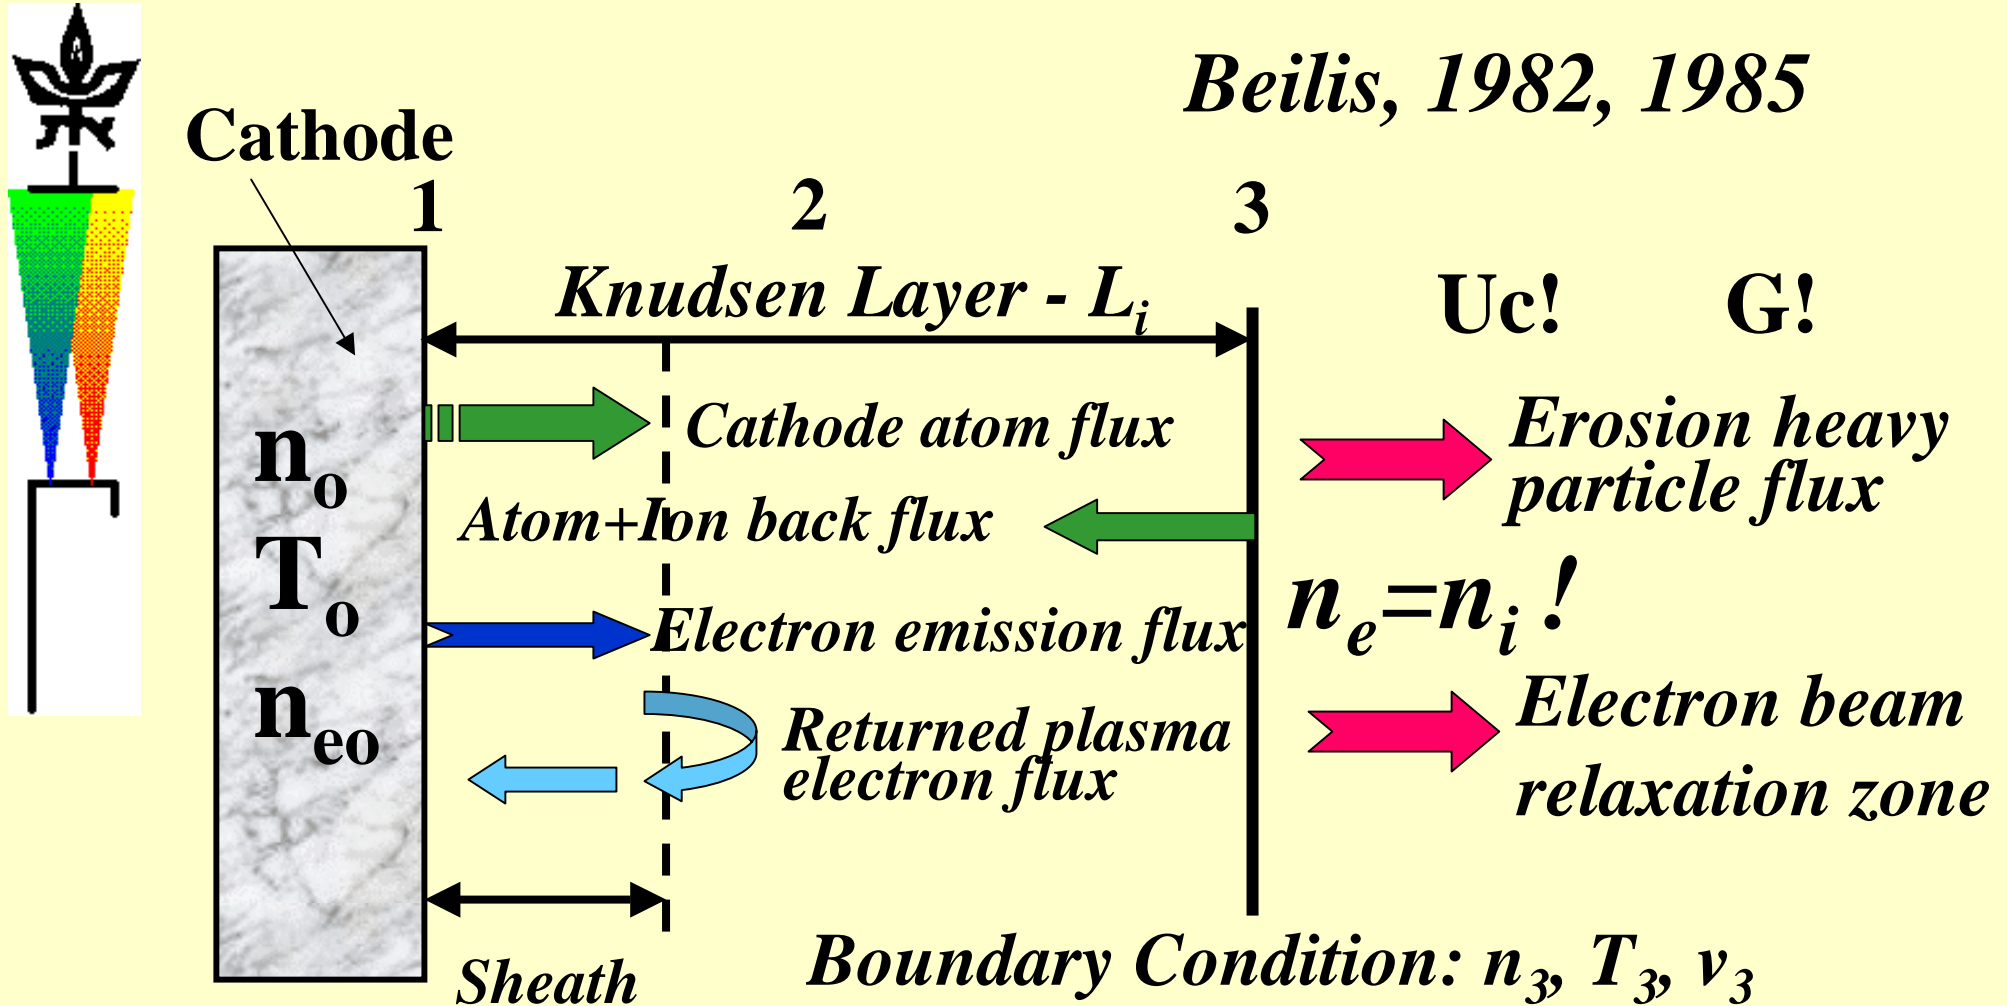 Beilis, 1982, 1985
Cathode
1
2
3
Knudsen Layer - Li
Uc!
G!
no
To
neo
Cathode atom flux
Atom+Ion back flux
Electron emission flux
Returned plasma
electron flux
Erosion heavy
particle flux
ne=ni !
Electron beam
relaxation zone
Sheath
Boundary Condition: n3, T3, v3